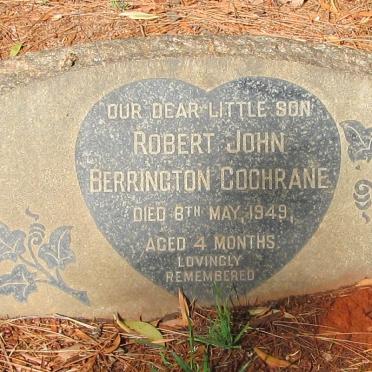 OUR DEAR LITTLE SON
ROBERT JOHN
BERRINGTON COCHRANE
DIED 8TH MAY, 1949,
AGED 4 MONTHS.
LOVINGLY
REMEMBERED